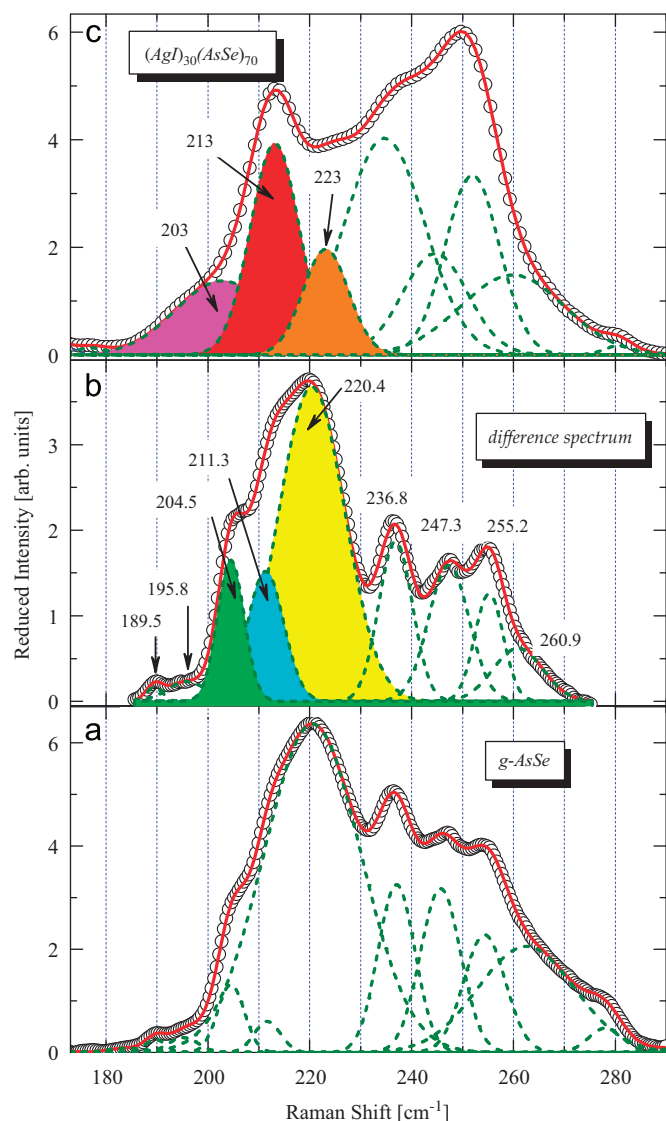 c
(AgI)30(AsSe)70
6
213
4
223
203
2
0
b
220.4
difference spectrum
3
211.3
204.5
236.8
247.3
255.2
2
195.8
189.5
260.9
1
0
Reduced Intensity [arb. units]
a
g-AsSe
6
4
2
0
180 200 220 240 260 280
Raman Shift [cm-1]